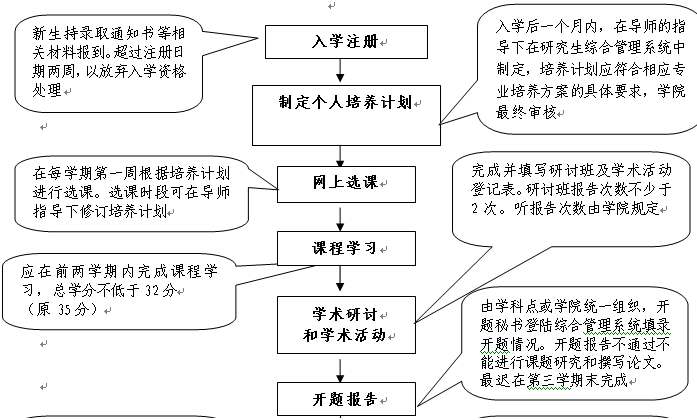 新生持录取通知书等相
关材料报到。超过注册日
期两周，以放弃入学资格
处理
入学注册
入学后一个月内，在导师的指
导下在研究生综合管理系统中
制定，培养计划应符合相应专
业培养方案的具体要求，学院
最终审核
制定个人培养计划
在每学期第一周根据培养计划
进行选课。选课时段可在导师
指导下修订培养计划
网上选课
完成并填写研讨班及学术活动
登记表。研讨班报告次数不少于
2 次。听报告次数由学院规定
课程学习
应在前两学期内完成课程学
习，总学分不低于 32 分
（原 35 分）
学术研讨
和学术活动
由学科点或学院统一组织，开
题秘书登陆综合管理系统填录
开题情况。开题报告不通过不
能进行课题研究和撰写论文。
最迟在第三学期末完成
开题报告